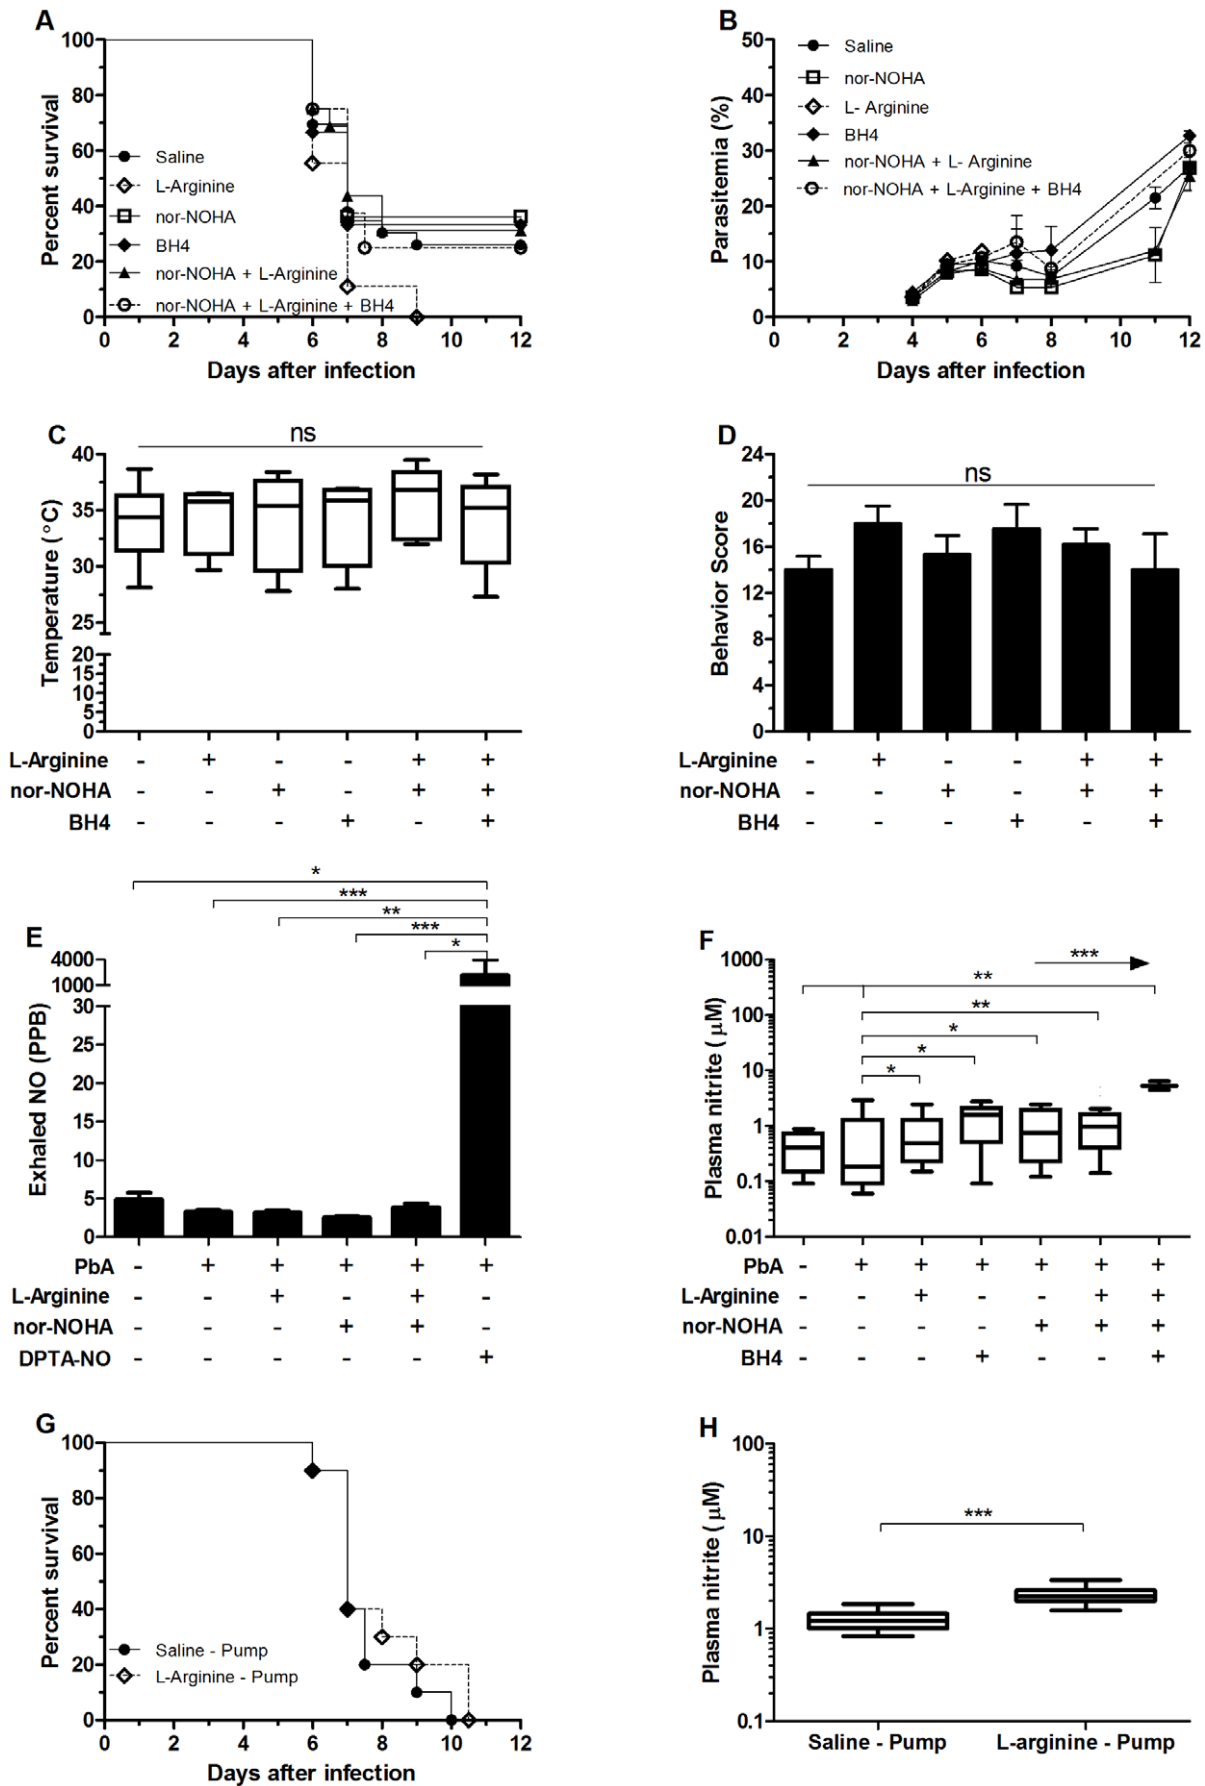 A
100
80
60
40
20
0
Percent survival
Saline
L-Arginine
nor-NOHA
BH4
nor-NOHA + L-Arginine
nor-NOHA + L-Arginine + BH4
0 2 4 6 8 10 12
Days after infection
B
50
40
30
20
10
0
Parasitemia (%)
Saline
nor-NOHA
L- Arginine
BH4
nor-NOHA + L- Arginine
nor-NOHA + L-Arginine + BH4
0 2 4 6 8 10 12
Days after infection
C
ns
40
35
30
25
20
15
10
5
0
Temperature (°C)
L-Arginine - + - - + +
nor-NOHA - - + - + +
BH4 - - - + - +
D
ns
24
20
16
12
8
4
0
Behavior Score
L-Arginine - + - - + +
nor-NOHA - - + - + +
BH4 - - - + - +
E
*
***
**
***
*
4000
1000
30
25
20
15
10
5
0
Exhaled NO (PPB)
PbA - + + + + +
L-Arginine - - + - + -
nor-NOHA - - - + + -
DPTA-NO - - - - - +
F
***
**
**
*
*
*
1000
100
10
1
0.1
0.01
Plasma nitrite ( μM)
PbA - + + + + + +
L-Arginine - - + - - + +
nor-NOHA - - - - + + +
BH4 - - - + - - +
G
100
80
60
40
20
0
Percent survival
Saline - Pump
L-Arginine - Pump
0 2 4 6 8 10 12
Days after infection
H
***
100
10
1
0.1
Plasma nitrite ( μM)
Saline - Pump L-arginine - Pump